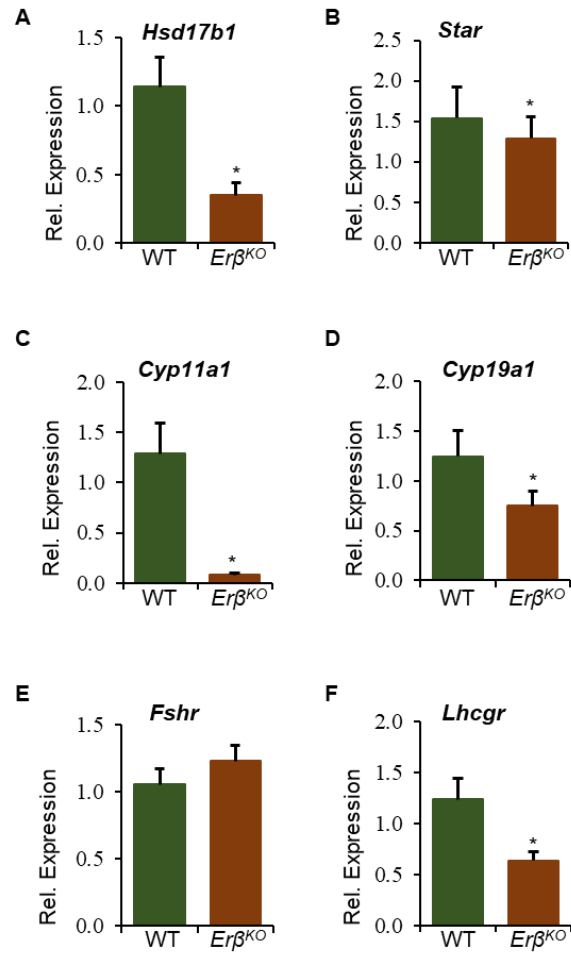 A
Hsd17b1
Rel. Expression
1.5
1.0
0.5
0.0
*
WT
Erβᴷᴼ
B
Star
Rel. Expression
2.5
2.0
1.5
1.0
0.5
0.0
*
WT
Erβᴷᴼ
C
Cyp11a1
Rel. Expression
2.0
1.5
1.0
0.5
0.0
*
WT
Erβᴷᴼ
D
Cyp19a1
Rel. Expression
2.0
1.5
1.0
0.5
0.0
*
WT
Erβᴷᴼ
E
Fshr
Rel. Expression
1.5
1.0
0.5
0.0
WT
Erβᴷᴼ
F
Lhcgr
Rel. Expression
2.0
1.5
1.0
0.5
0.0
*
WT
Erβᴷᴼ